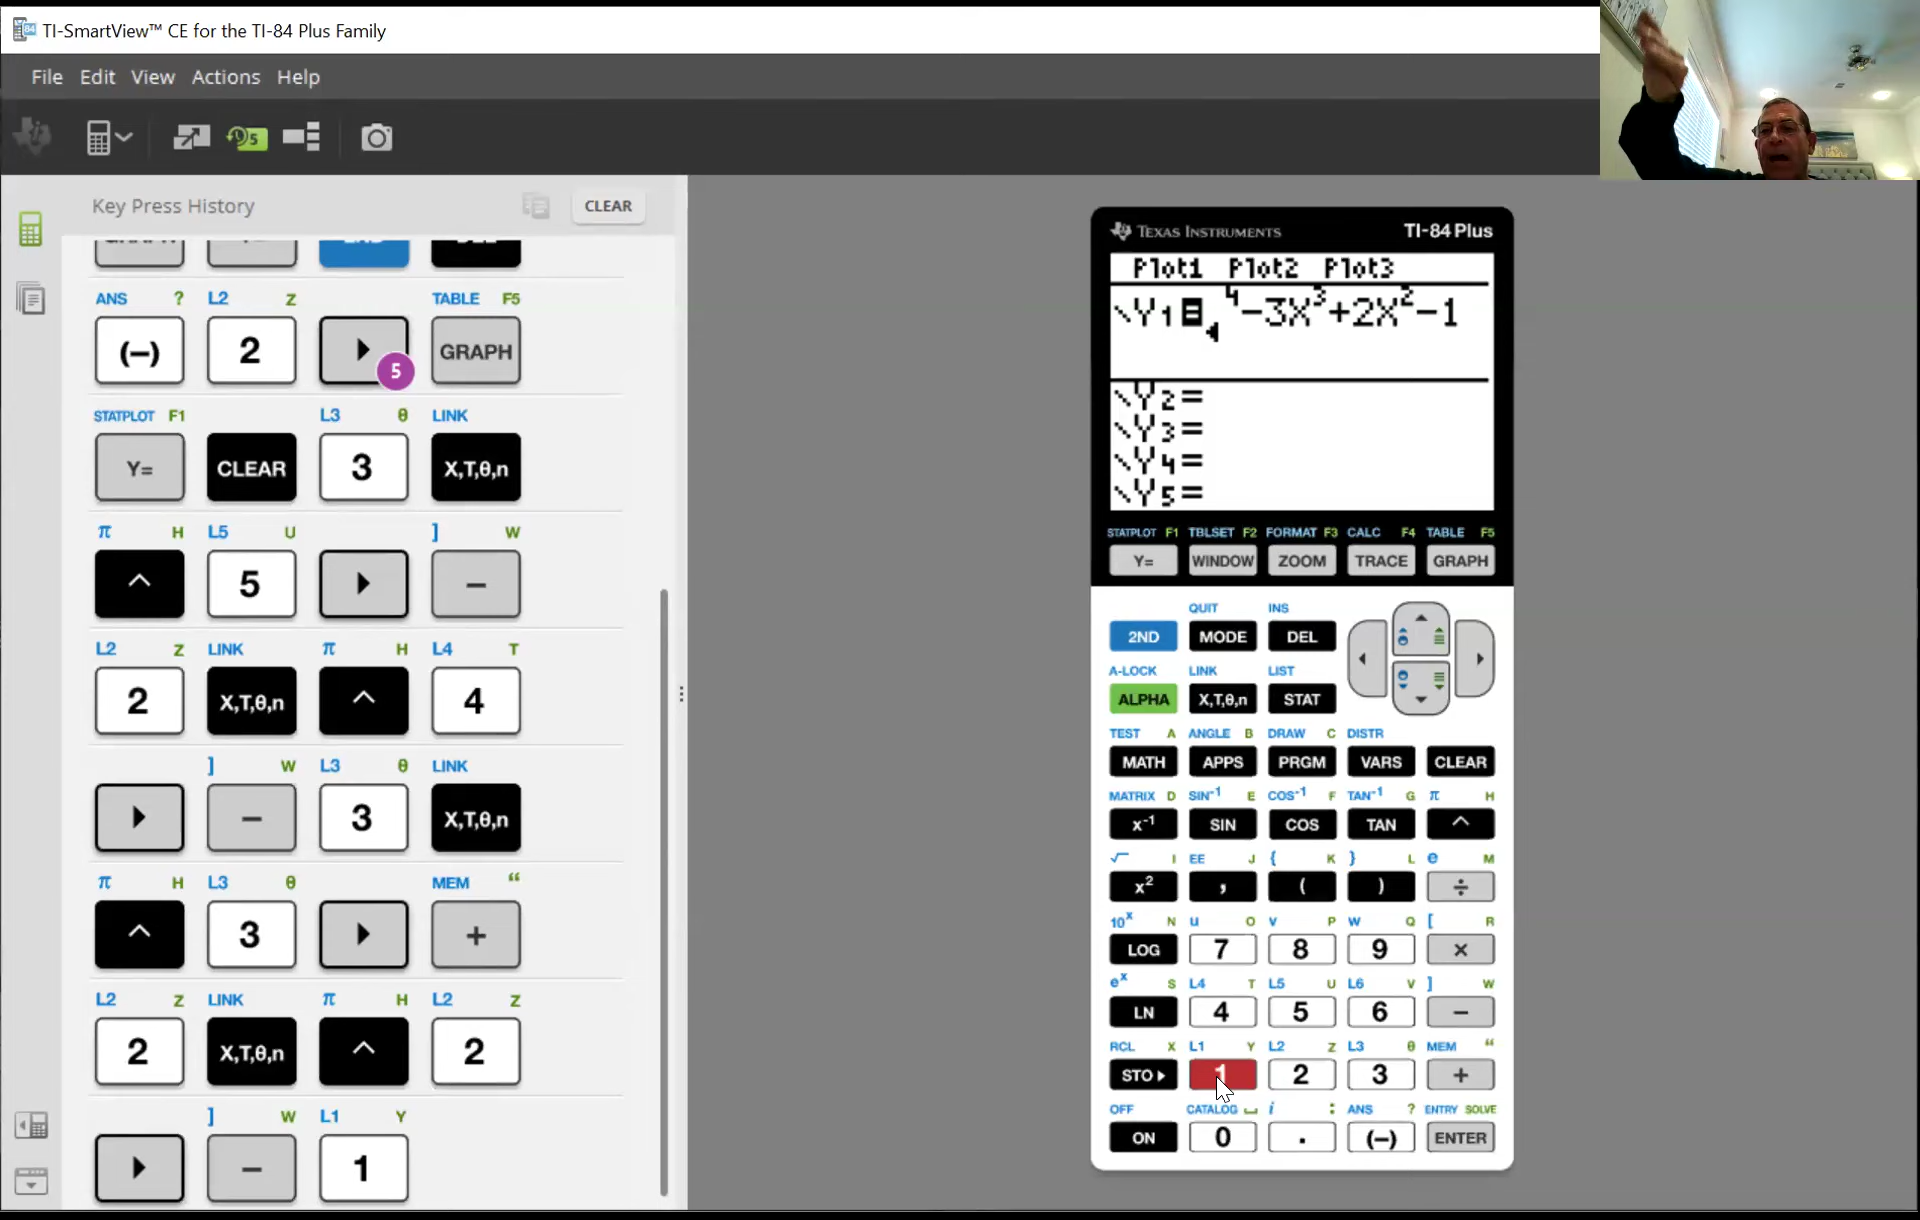 TI-SmartView™ CE for the TI-84 Plus Family
File Edit View Actions Help
5
Key Press History
CLEAR
ANS ? L2 Z TABLE F5
(−) 2 5 GRAPH
STATPLOT F1 L3 θ LINK
Y= CLEAR 3 X,T,θ,n
π H L5 U ] W
^ 5 −
L2 Z LINK π H L4 T
2 X,T,θ,n ^ 4
] W L3 θ LINK
− 3 X,T,θ,n
π H L3 θ MEM “
^ 3 +
L2 Z LINK π H L2 Z
2 X,T,θ,n ^ 2
] W L1 Y
− 1
TEXAS INSTRUMENTS TI-84 Plus
Plot1 Plot2 Plot3
\Y1= ⁴−3X³+2X²−1
\Y2=
\Y3=
\Y4=
\Y5=
STATPLOT F1 TBLSET F2 FORMAT F3 CALC F4 TABLE F5
Y= WINDOW ZOOM TRACE GRAPH
QUIT INS
2ND MODE DEL
A-LOCK LINK LIST
ALPHA X,T,θ,n STAT
TEST A ANGLE B DRAW C DISTR
MATH APPS PRGM VARS CLEAR
MATRIX D SIN⁻¹ E COS⁻¹ F TAN⁻¹ G π H
x⁻¹ SIN COS TAN ^
√ I EE J { K } L e M
x² , ( ) ÷
10ˣ N u O v P w Q [ R
LOG 7 8 9 ×
eˣ S L4 T L5 U L6 V ] W
LN 4 5 6 −
RCL X L1 Y L2 Z L3 θ MEM “
STO▸ 1 2 3 +
OFF CATALOG ⎵ i : ANS ? ENTRY SOLVE
ON 0 . (−) ENTER